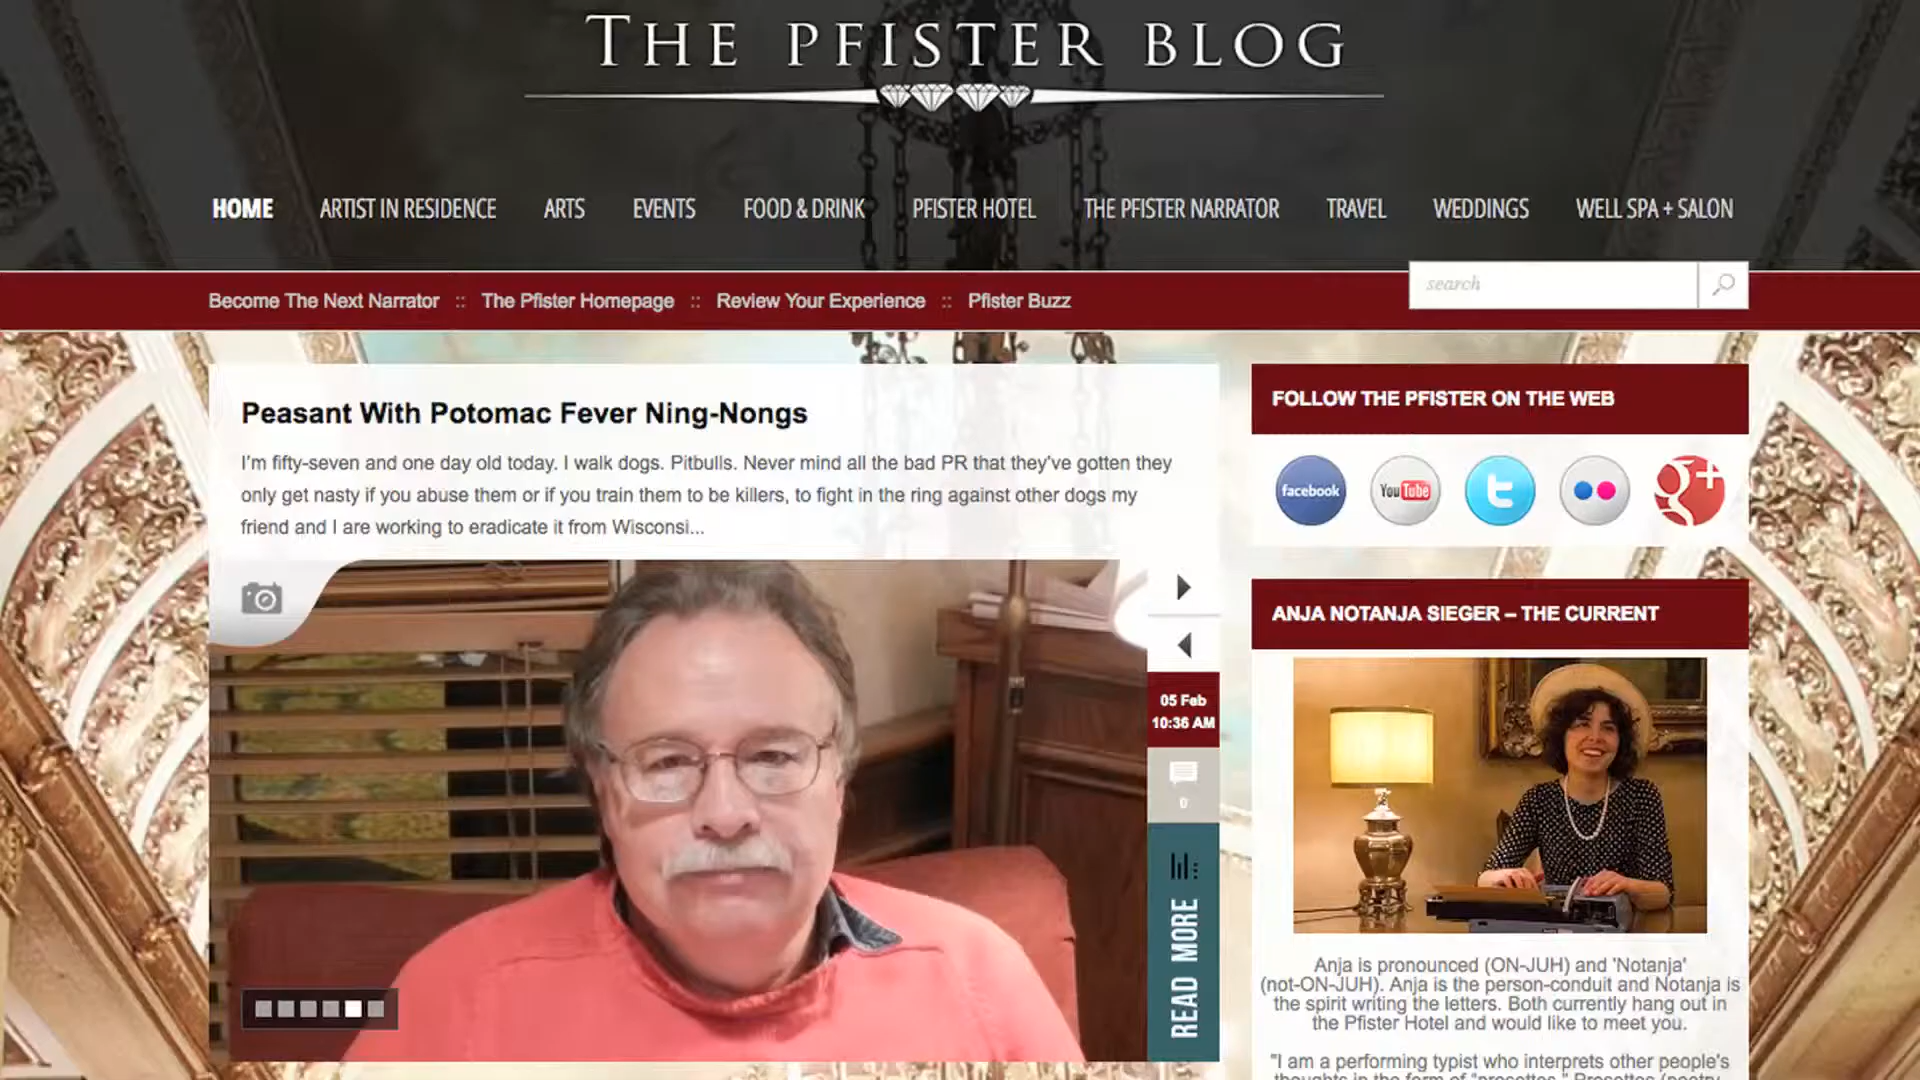 THE PFISTER BLOG
HOME ARTIST IN RESIDENCE ARTS EVENTS FOOD & DRINK PFISTER HOTEL THE PFISTER NARRATOR TRAVEL WEDDINGS WELL SPA + SALON
search
Become The Next Narrator :: The Pfister Homepage :: Review Your Experience :: Pfister Buzz
Peasant With Potomac Fever Ning-Nongs
I'm fifty-seven and one day old today. I walk dogs. Pitbulls. Never mind all the bad PR that they've gotten they
only get nasty if you abuse them or if you train them to be killers, to fight in the ring against other dogs my
friend and I are working to eradicate it from Wisconsi...
05 Feb
10:36 AM
0
READ MORE
FOLLOW THE PFISTER ON THE WEB
facebook You Tube t g+
ANJA NOTANJA SIEGER – THE CURRENT
Anja is pronounced (ON-JUH) and 'Notanja'
(not-ON-JUH). Anja is the person-conduit and Notanja is
the spirit writing the letters. Both currently hang out in
the Pfister Hotel and would like to meet you.
"I am a performing typist who interprets other people's
thoughts in the form of "prosettes." Prosettes (poetry